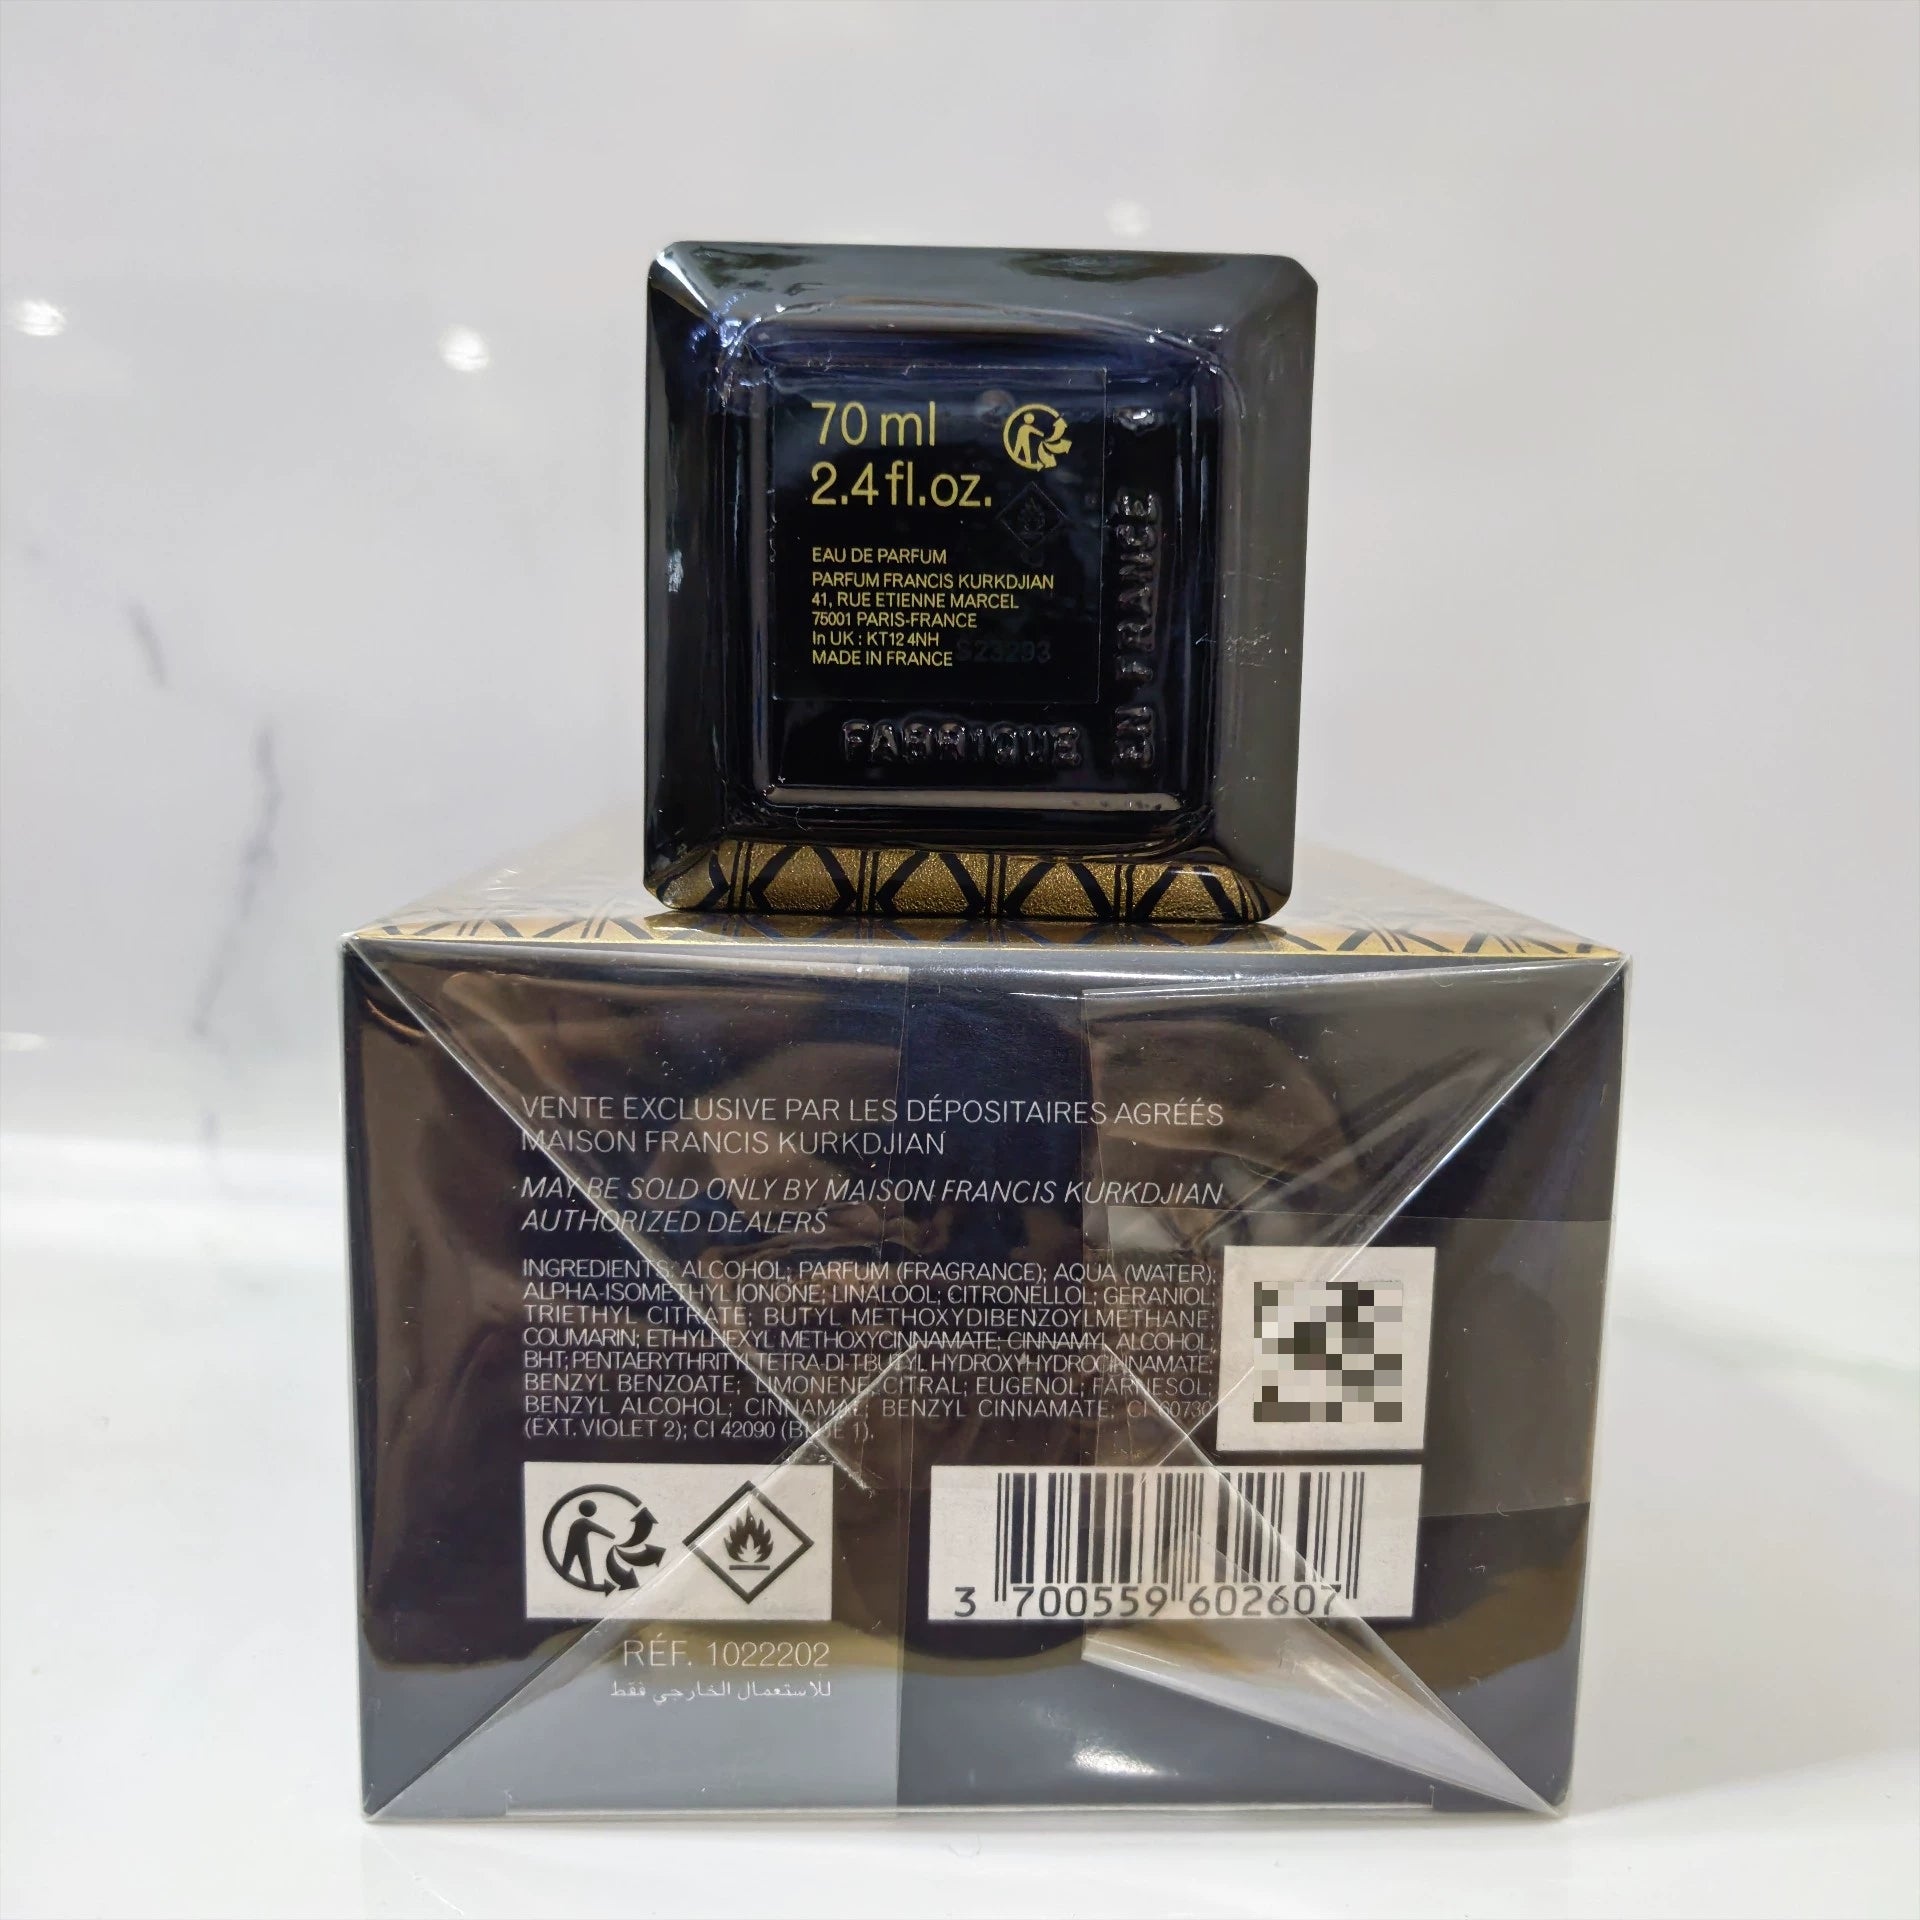 70 ml
2.4 fl.oz.
EAU DE PARFUM
PARFUM FRANCIS KURKDJIAN
41, RUE ETIENNE MARCEL
75001 PARIS-FRANCE
In UK : KT12 4NH
MADE IN FRANCE S23293
FABRIQUE
EN FRANCE
VENTE EXCLUSIVE PAR LES DÉPOSITAIRES AGRÉÉS
MAISON FRANCIS KURKDJIAN
MAY BE SOLD ONLY BY MAISON FRANCIS KURKDJIAN
AUTHORIZED DEALERS
INGREDIENTS: ALCOHOL; PARFUM (FRAGRANCE); AQUA (WATER);
ALPHA-ISOMETHYL IONONE; LINALOOL; CITRONELLOL; GERANIOL;
TRIETHYL CITRATE; BUTYL METHOXYDIBENZOYLMETHANE;
COUMARIN; ETHYLHEXYL METHOXYCINNAMATE; CINNAMYL ALCOHOL;
BHT; PENTAERYTHRITYL TETRA-DI-T-BUTYL HYDROXYHYDROCINNAMATE;
BENZYL BENZOATE; LIMONENE; CITRAL; EUGENOL; FARNESOL;
BENZYL ALCOHOL; CINNAMAL; BENZYL CINNAMATE; CI 60730
(EXT. VIOLET 2); CI 42090 (BLUE 1).
3 700559 602607
RÉF. 1022202
للاستعمال الخارجي فقط